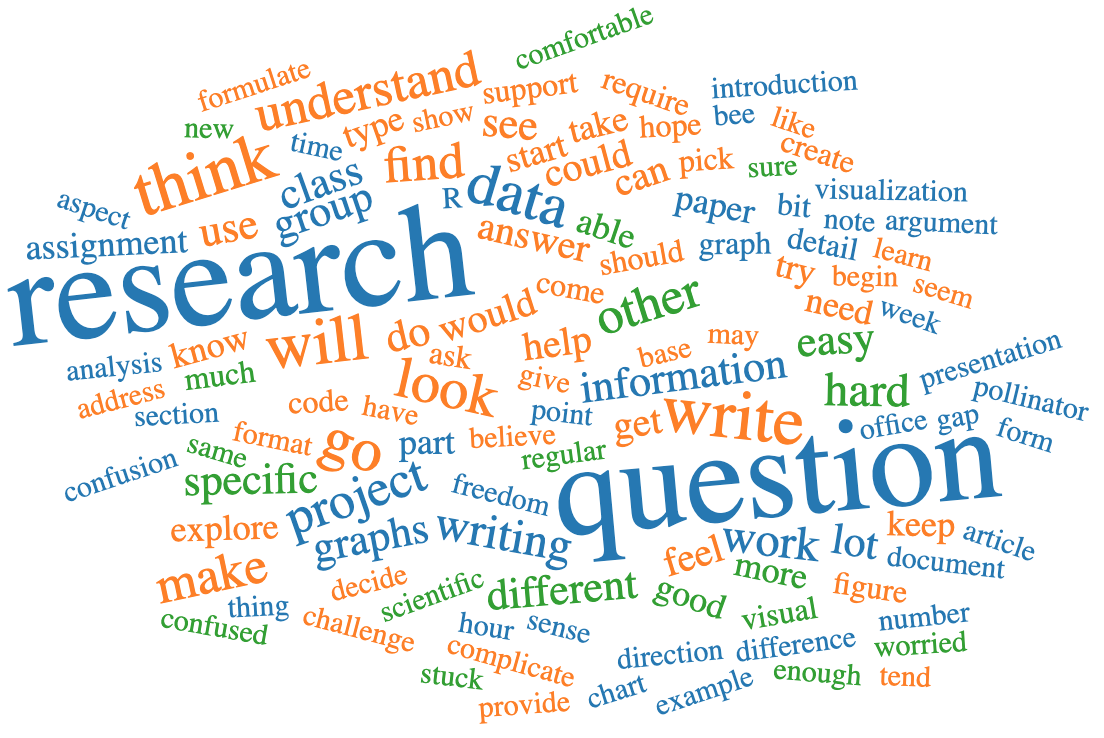 comfortable
formulate
understand
support
require
introduction
new
type
show
see
take
hope
bee
like
time
think
find
start
could
can
pick
sure
create
aspect
class
group
R
data
able
paper
bit
visualization
note
argument
assignment
use
answer
should
graph
detail
learn
research
come
other
try
begin
seem
need
week
analysis
know
will
do
would
help
base
may
easy
address
much
ask
look
give
information
hard
presentation
pollinator
section
code
have
point
get
write
office
gap
form
confusion
same
format
go
part
believe
regular
question
specific
project
freedom
explore
graphs
writing
feel
work
lot
keep
article
document
make
decide
scientific
different
good
more
visual
figure
thing
confused
challenge
hour
sense
number
complicate
direction
difference
worried
stuck
provide
chart
example
enough
tend